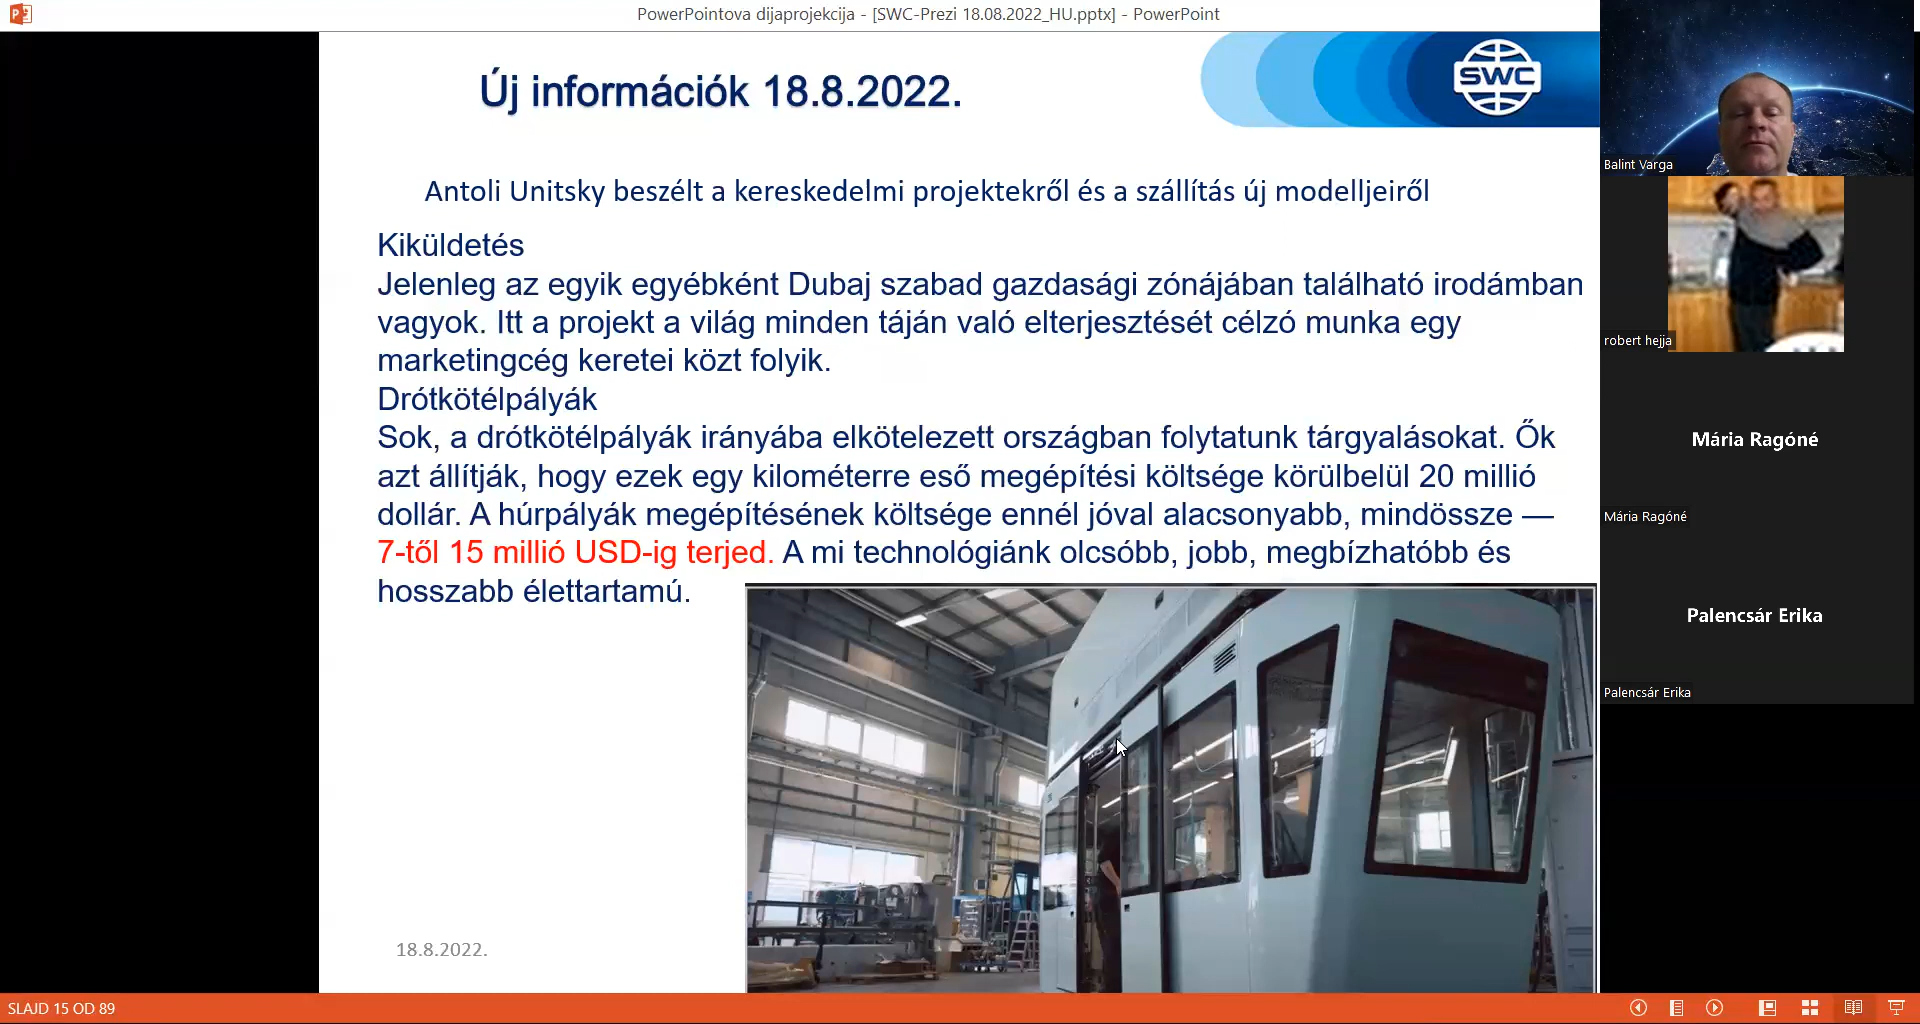 PowerPointova dijaprojekcija - [SWC-Prezi 18.08.2022_HU.pptx] - PowerPoint
Új információk 18.8.2022.
SWC
Antoli Unitsky beszélt a kereskedelmi projektekről és a szállítás új modelljeiről
Kiküldetés
Jelenleg az egyik egyébként Dubaj szabad gazdasági zónájában található irodámban
vagyok. Itt a projekt a világ minden táján való elterjesztését célzó munka egy
marketingcég keretei közt folyik.
Drótkötélpályák
Sok, a drótkötélpályák irányába elkötelezett országban folytatunk tárgyalásokat. Ők
azt állítják, hogy ezek egy kilométerre eső megépítési költsége körülbelül 20 millió
dollár. A húrpályák megépítésének költsége ennél jóval alacsonyabb, mindössze —
7-től 15 millió USD-ig terjed. A mi technológiánk olcsóbb, jobb, megbízhatóbb és
hosszabb élettartamú.
18.8.2022.
Balint Varga
robert hejja
Mária Ragóné
Mária Ragóné
Palencsár Erika
Palencsár Erika
SLAJD 15 OD 89